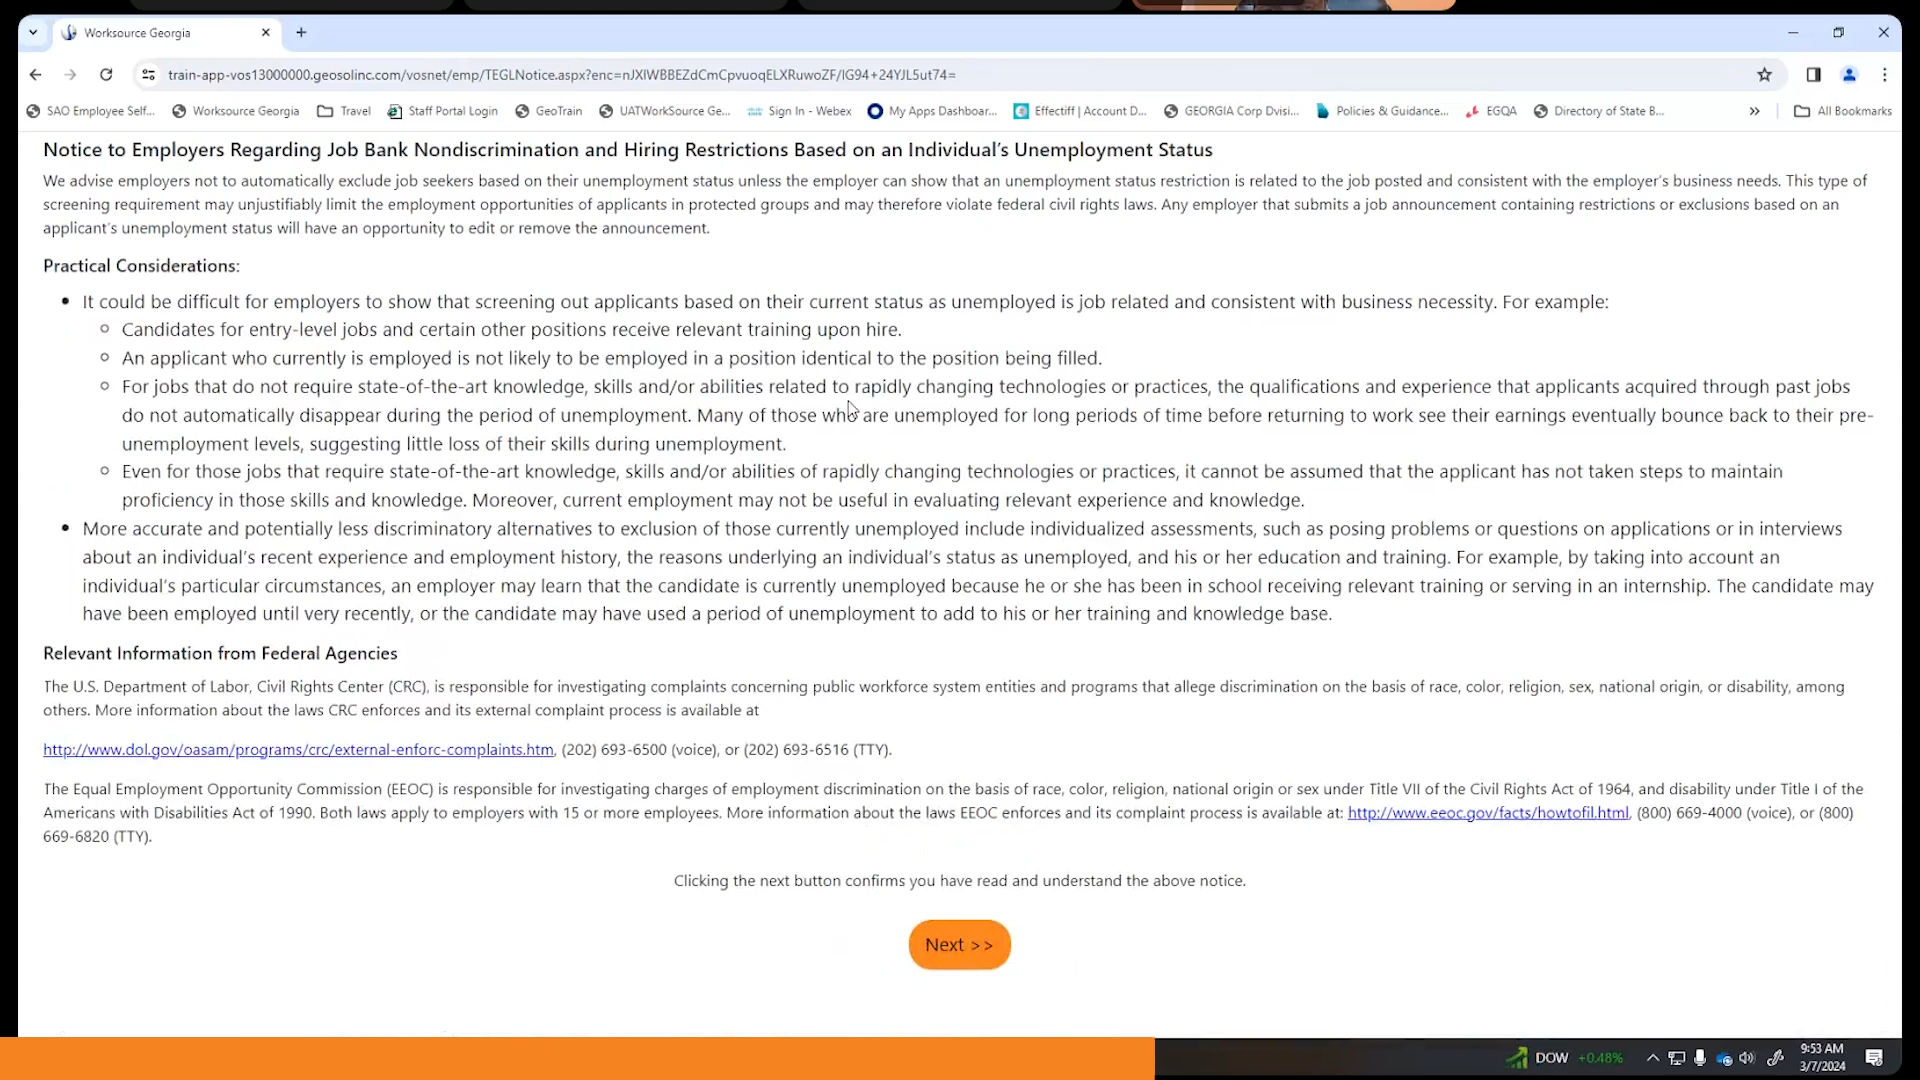 Worksource Georgia
train-app-vos13000000.geosolinc.com/vosnet/emp/TEGLNotice.aspx?enc=nJXlWBBEZdCmCpvuoqELXRuwoZF/IG94+24YJL5ut74=
SAO Employee Self... Worksource Georgia Travel Staff Portal Login GeoTrain UATWorkSource Ge... Sign In - Webex My Apps Dashboar... Effectiff | Account D... GEORGIA Corp Dvisi... Policies & Guidance... EGQA Directory of State B... » All Bookmarks
Notice to Employers Regarding Job Bank Nondiscrimination and Hiring Restrictions Based on an Individual's Unemployment Status
We advise employers not to automatically exclude job seekers based on their unemployment status unless the employer can show that an unemployment status restriction is related to the job posted and consistent with the employer's business needs. This type of
screening requirement may unjustifiably limit the employment opportunities of applicants in protected groups and may therefore violate federal civil rights laws. Any employer that submits a job announcement containing restrictions or exclusions based on an
applicant's unemployment status will have an opportunity to edit or remove the announcement.
Practical Considerations:
• It could be difficult for employers to show that screening out applicants based on their current status as unemployed is job related and consistent with business necessity. For example:
○ Candidates for entry-level jobs and certain other positions receive relevant training upon hire.
○ An applicant who currently is employed is not likely to be employed in a position identical to the position being filled.
○ For jobs that do not require state-of-the-art knowledge, skills and/or abilities related to rapidly changing technologies or practices, the qualifications and experience that applicants acquired through past jobs
do not automatically disappear during the period of unemployment. Many of those who are unemployed for long periods of time before returning to work see their earnings eventually bounce back to their pre-
unemployment levels, suggesting little loss of their skills during unemployment.
○ Even for those jobs that require state-of-the-art knowledge, skills and/or abilities of rapidly changing technologies or practices, it cannot be assumed that the applicant has not taken steps to maintain
proficiency in those skills and knowledge. Moreover, current employment may not be useful in evaluating relevant experience and knowledge.
• More accurate and potentially less discriminatory alternatives to exclusion of those currently unemployed include individualized assessments, such as posing problems or questions on applications or in interviews
about an individual's recent experience and employment history, the reasons underlying an individual's status as unemployed, and his or her education and training. For example, by taking into account an
individual's particular circumstances, an employer may learn that the candidate is currently unemployed because he or she has been in school receiving relevant training or serving in an internship. The candidate may
have been employed until very recently, or the candidate may have used a period of unemployment to add to his or her training and knowledge base.
Relevant Information from Federal Agencies
The U.S. Department of Labor, Civil Rights Center (CRC), is responsible for investigating complaints concerning public workforce system entities and programs that allege discrimination on the basis of race, color, religion, sex, national origin, or disability, among
others. More information about the laws CRC enforces and its external complaint process is available at
http://www.dol.gov/oasam/programs/crc/external-enforc-complaints.htm, (202) 693-6500 (voice), or (202) 693-6516 (TTY).
The Equal Employment Opportunity Commission (EEOC) is responsible for investigating charges of employment discrimination on the basis of race, color, religion, national origin or sex under Title VII of the Civil Rights Act of 1964, and disability under Title I of the
Americans with Disabilities Act of 1990. Both laws apply to employers with 15 or more employees. More information about the laws EEOC enforces and its complaint process is available at: http://www.eeoc.gov/facts/howtofil.html, (800) 669-4000 (voice), or (800)
669-6820 (TTY).
Clicking the next button confirms you have read and understand the above notice.
Next >>
DOW +0.48%
9:53 AM
3/7/2024